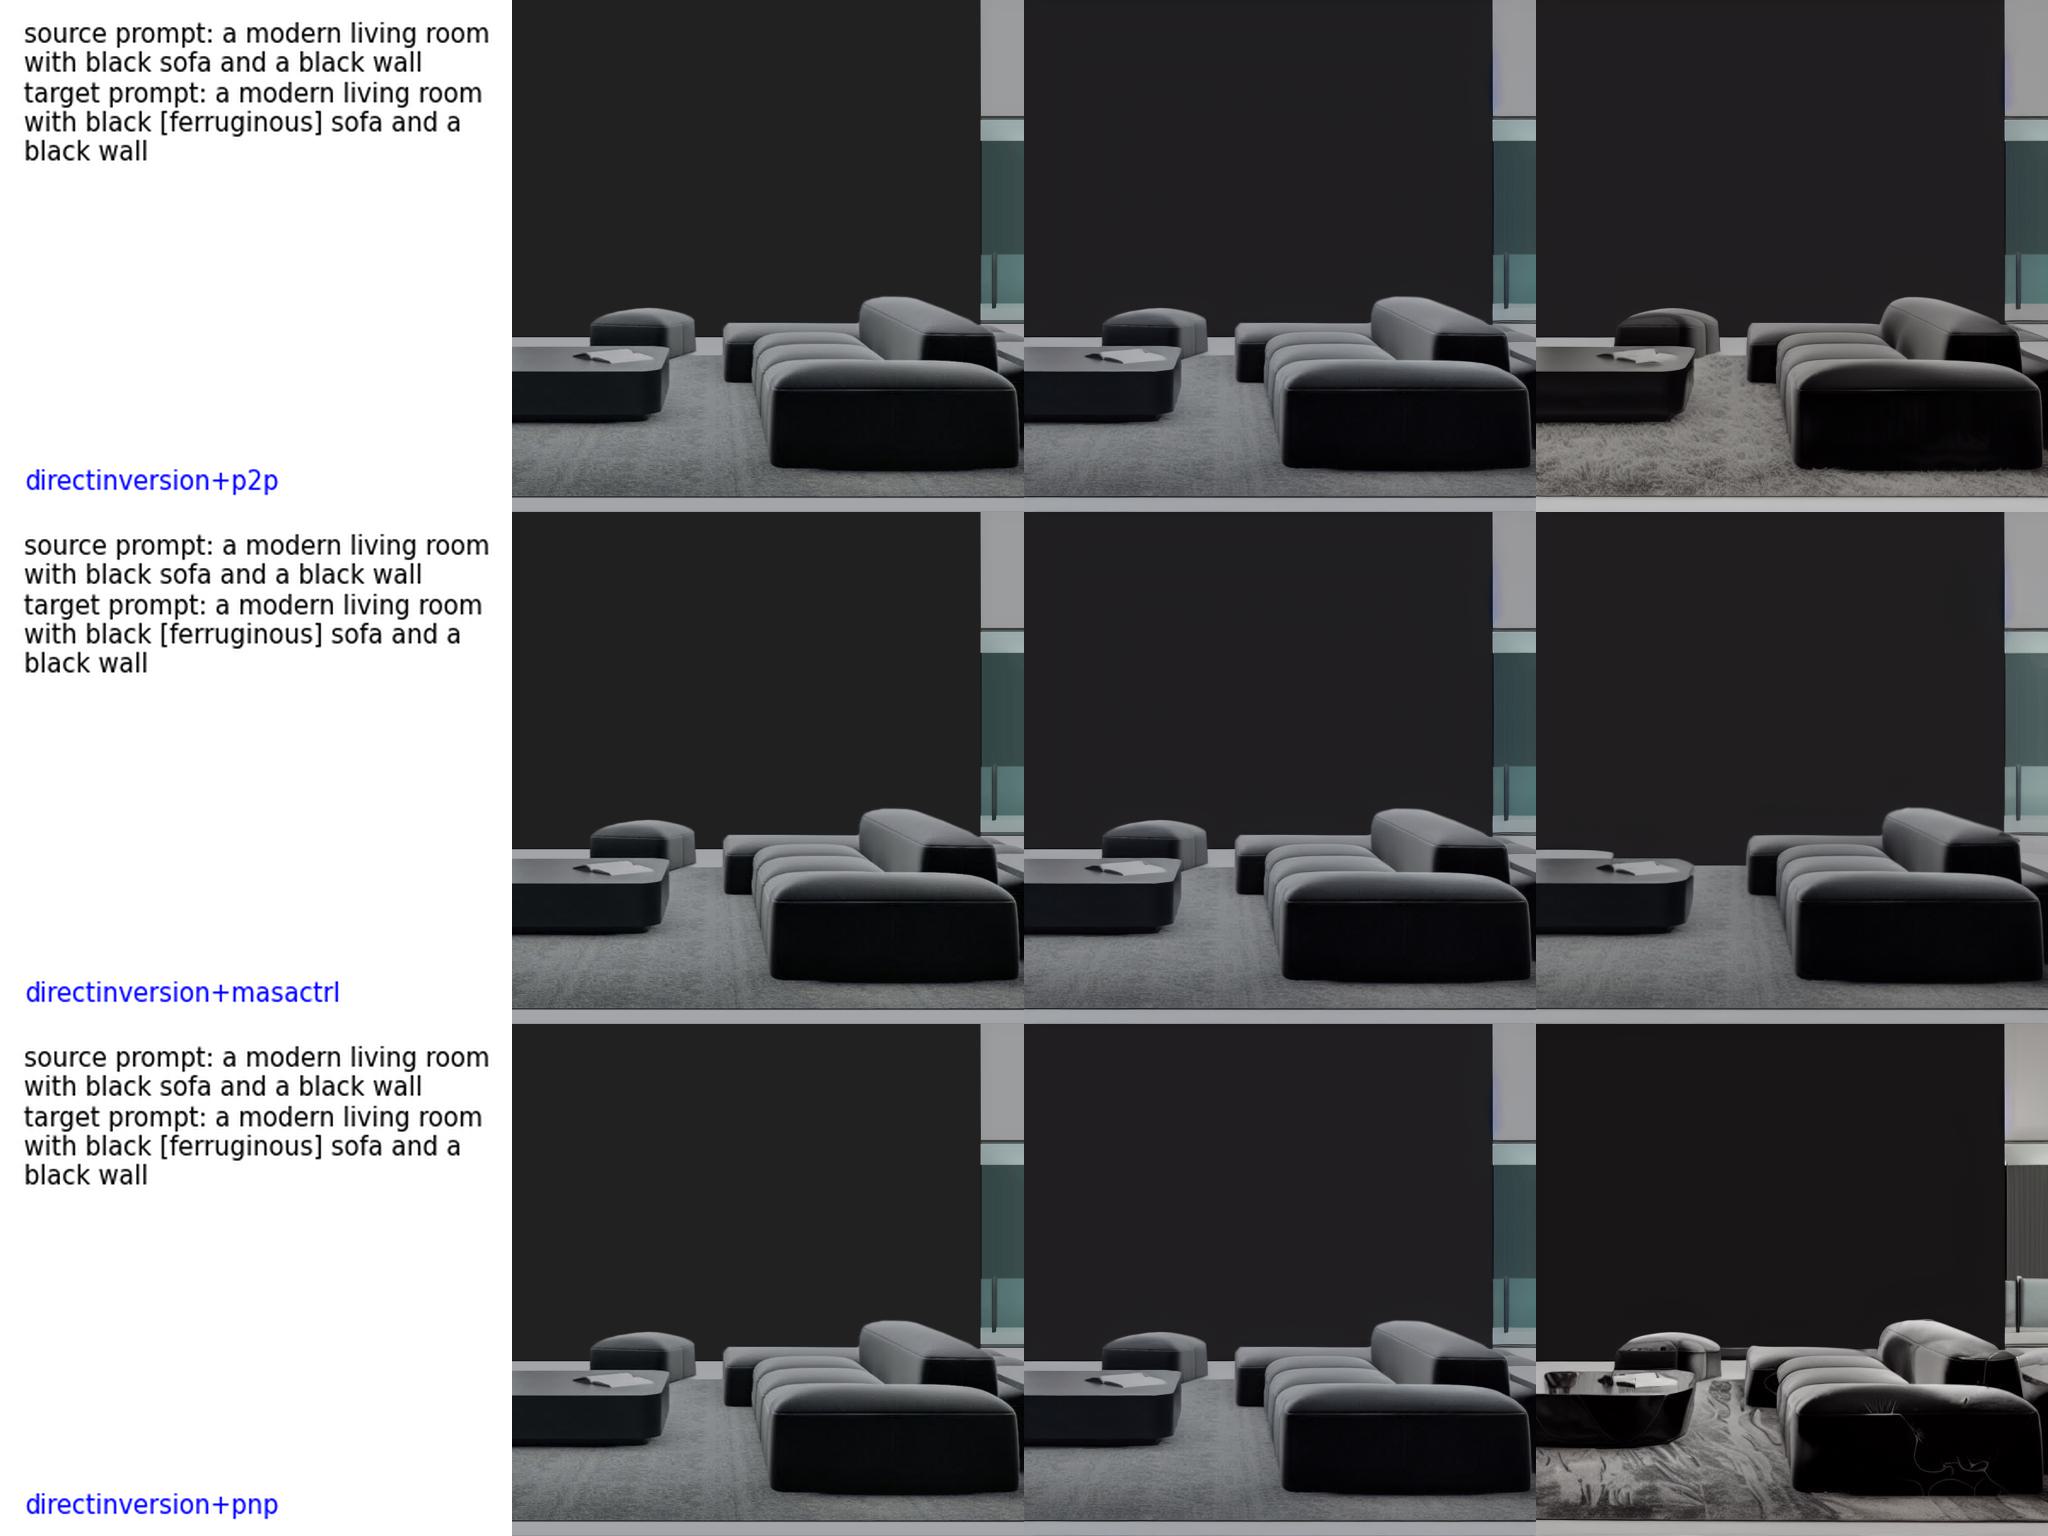 source prompt: a modern living room
with black sofa and a black wall
target prompt: a modern living room
with black [ferruginous] sofa and a
black wall
directinversion+p2p
source prompt: a modern living room
with black sofa and a black wall
target prompt: a modern living room
with black [ferruginous] sofa and a
black wall
directinversion+masactrl
source prompt: a modern living room
with black sofa and a black wall
target prompt: a modern living room
with black [ferruginous] sofa and a
black wall
directinversion+pnp